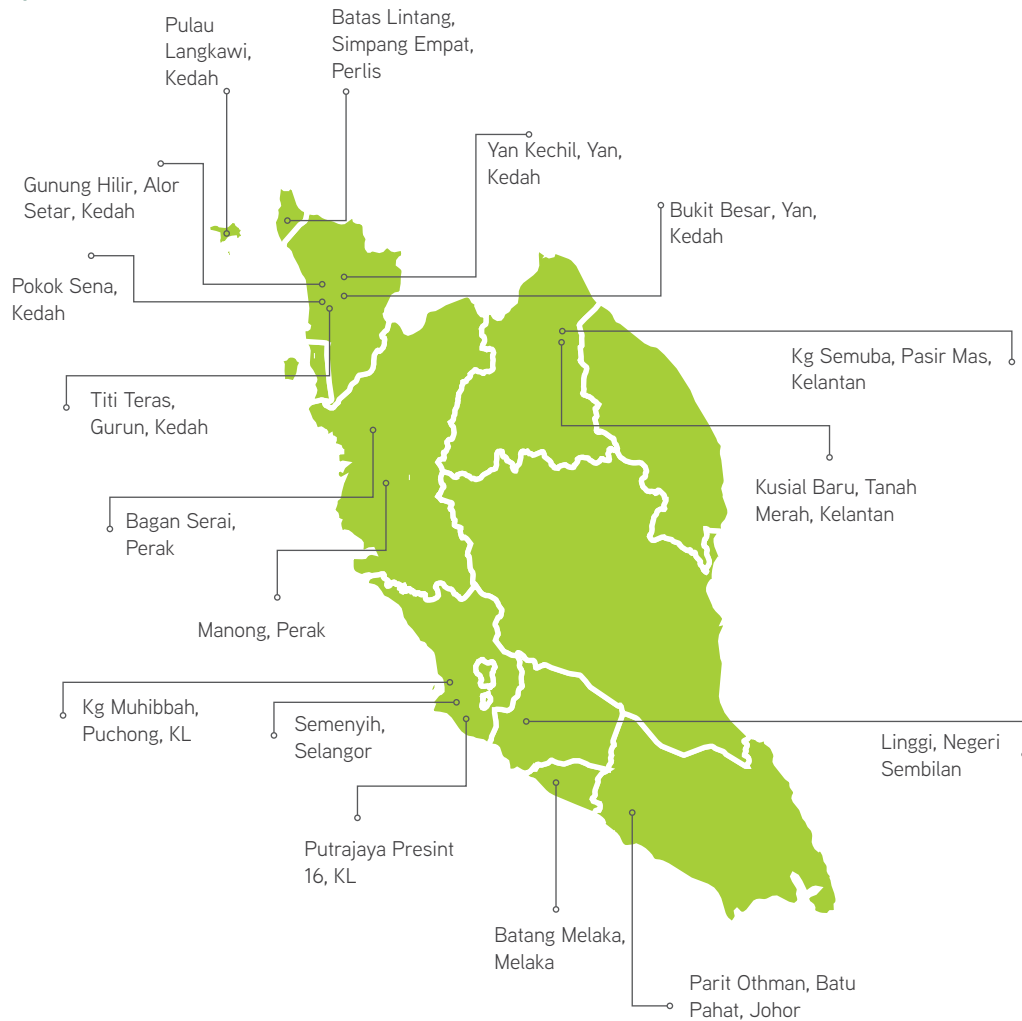 Pulau
Langkawi,
Kedah
Batas Lintang,
Simpang Empat,
Perlis
Yan Kechil, Yan,
Kedah
Gunung Hilir, Alor
Setar, Kedah
Bukit Besar, Yan,
Kedah
Pokok Sena,
Kedah
Kg Semuba, Pasir Mas,
Kelantan
Titi Teras,
Gurun, Kedah
Kusial Baru, Tanah
Merah, Kelantan
Bagan Serai,
Perak
Manong, Perak
Kg Muhibbah,
Puchong, KL
Semenyih,
Selangor
Linggi, Negeri
Sembilan
Putrajaya Presint
16, KL
Batang Melaka,
Melaka
Parit Othman, Batu
Pahat, Johor